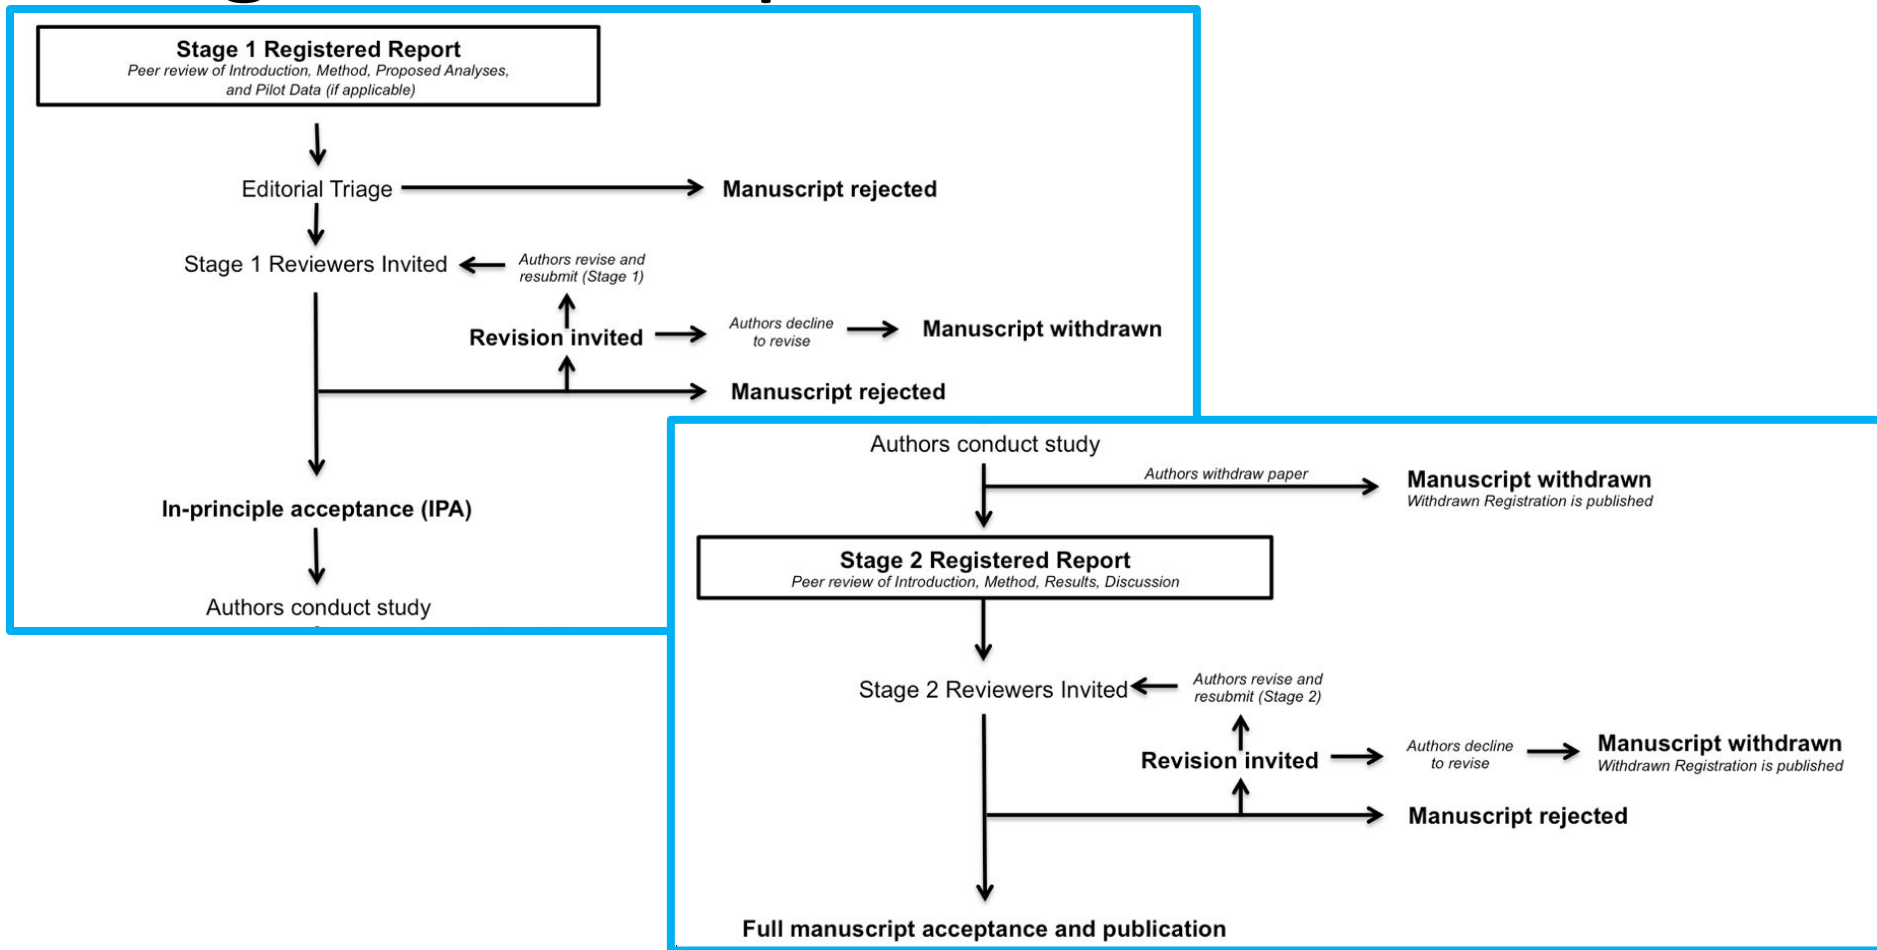 Stage 1 Registered Report
Peer review of Introduction, Method, Proposed Analyses,
and Pilot Data (if applicable)
Editorial Triage
Manuscript rejected
Stage 1 Reviewers Invited
Authors revise and
resubmit (Stage 1)
Revision invited
Authors decline
to revise
Manuscript withdrawn
Manuscript rejected
In-principle acceptance (IPA)
Authors conduct study
Authors conduct study
Authors withdraw paper
Manuscript withdrawn
Withdrawn Registration is published
Stage 2 Registered Report
Peer review of Introduction, Method, Results, Discussion
Stage 2 Reviewers Invited
Authors revise and
resubmit (Stage 2)
Revision invited
Authors decline
to revise
Manuscript withdrawn
Withdrawn Registration is published
Manuscript rejected
Full manuscript acceptance and publication